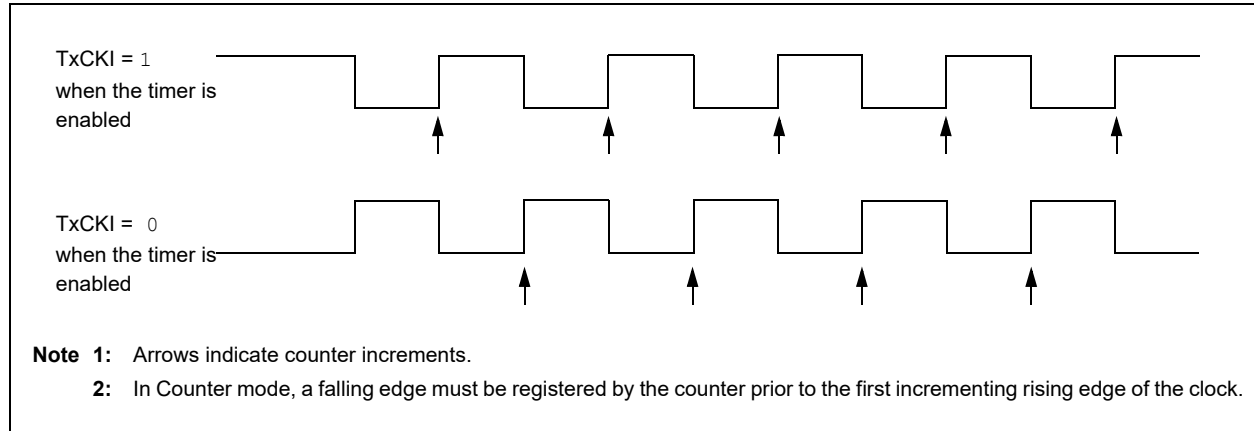 TxCKI = 1
when the timer is
enabled
TxCKI = 0
when the timer is
enabled
Note 1: Arrows indicate counter increments.
2: In Counter mode, a falling edge must be registered by the counter prior to the first incrementing rising edge of the clock.